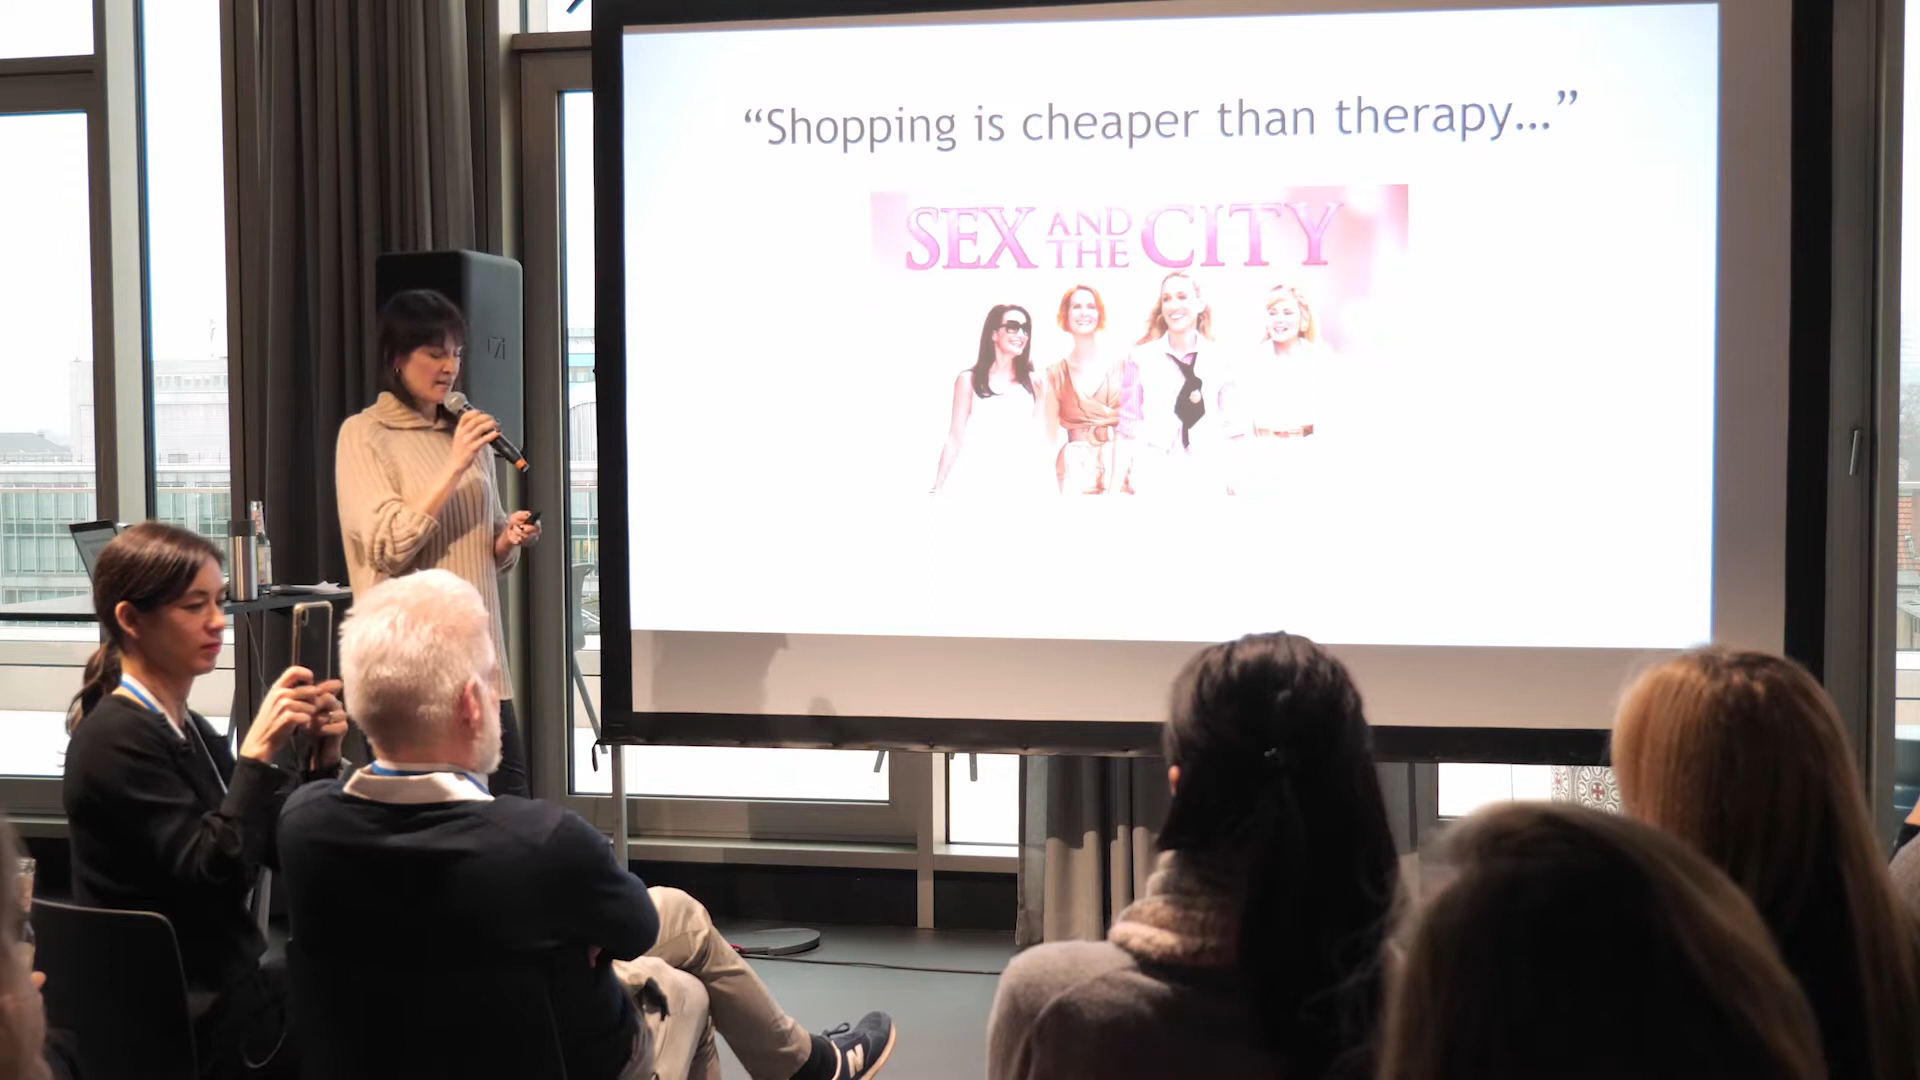 “Shopping is cheaper than therapy...”
SEX AND THE CITY
N